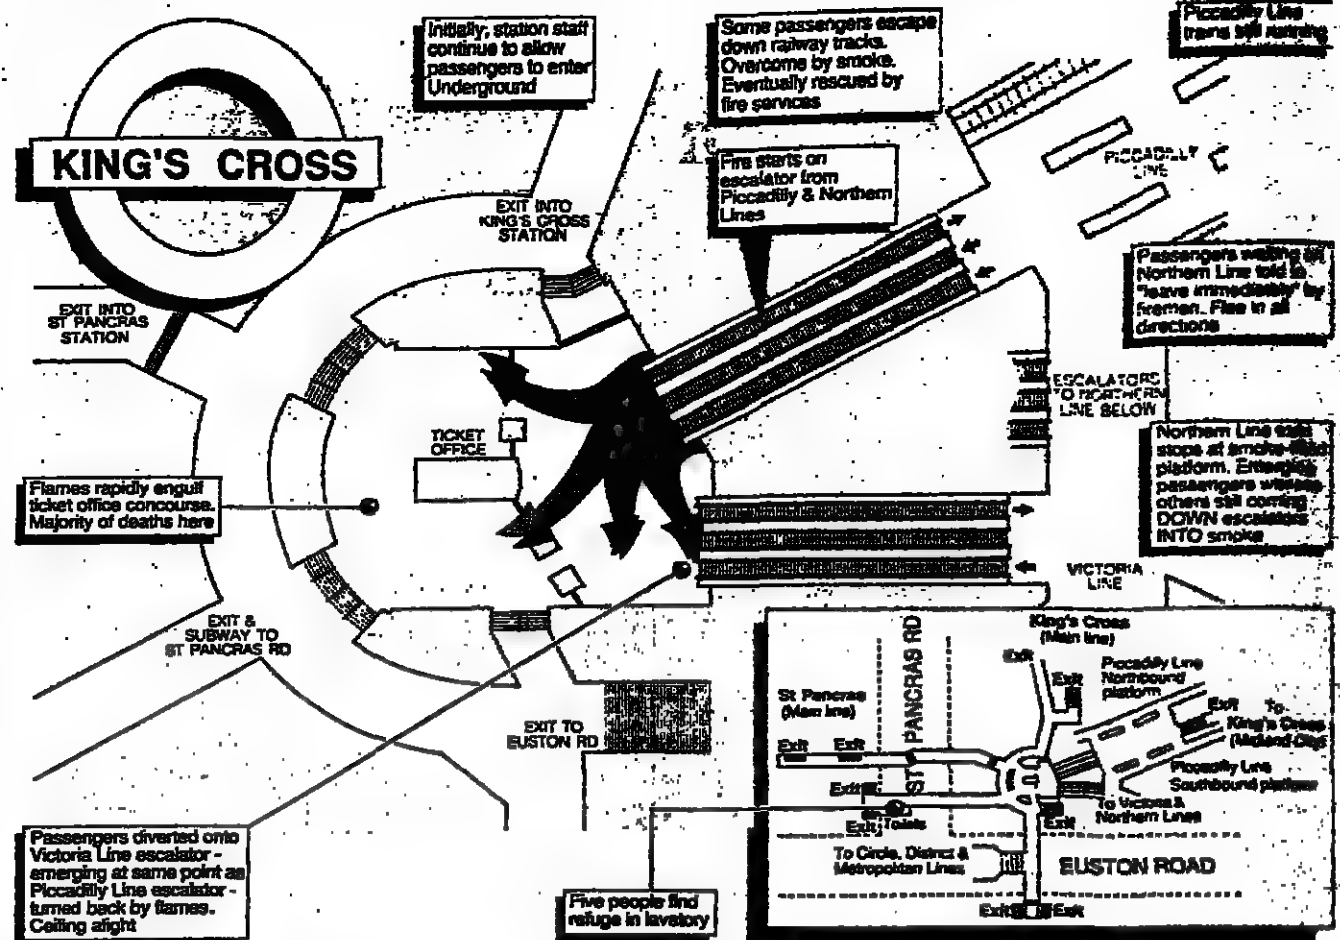 KING'S CROSS
Initially, station staff
continue to allow
passengers to enter
Underground
Some passengers escape
down railway tracks.
Overcome by smoke.
Eventually rescued by
fire services
Piccadilly Line
trains still running
Fire starts on
escalator from
Piccadilly & Northern
Lines
PICCADILLY
LINE
EXIT INTO
KING'S CROSS
STATION
EXIT INTO
ST PANCRAS
STATION
Passengers waiting on
Northern Line told to
"leave immediately" by
firemen. Flee in all
directions
ESCALATORS
TO NORTHERN
LINE BELOW
TICKET
OFFICE
Northern Line train
stops at smoke-filled
platform. Emerging
passengers witness
others still coming
DOWN escalators
INTO smoke
Flames rapidly engulf
ticket office concourse.
Majority of deaths here
VICTORIA
LINE
EXIT &
SUBWAY TO
ST PANCRAS RD
EXIT TO
EUSTON RD
Passengers diverted onto
Victoria Line escalator -
emerging at same point as
Piccadilly Line escalator -
turned back by flames.
Ceiling alight
Five people find
refuge in lavatory
King's Cross
(Main line)
ST PANCRAS RD
Exit
Exit
Piccadilly Line
Northbound
platform
St Pancras
(Main line)
Exit To
King's Cross
(Midland City)
Exit Exit
Piccadilly Line
Southbound platform
Exit
To Victoria &
Northern Lines
Exit Toilets
Exit
To Circle, District &
Metropolitan Lines
EUSTON ROAD
Exit Exit